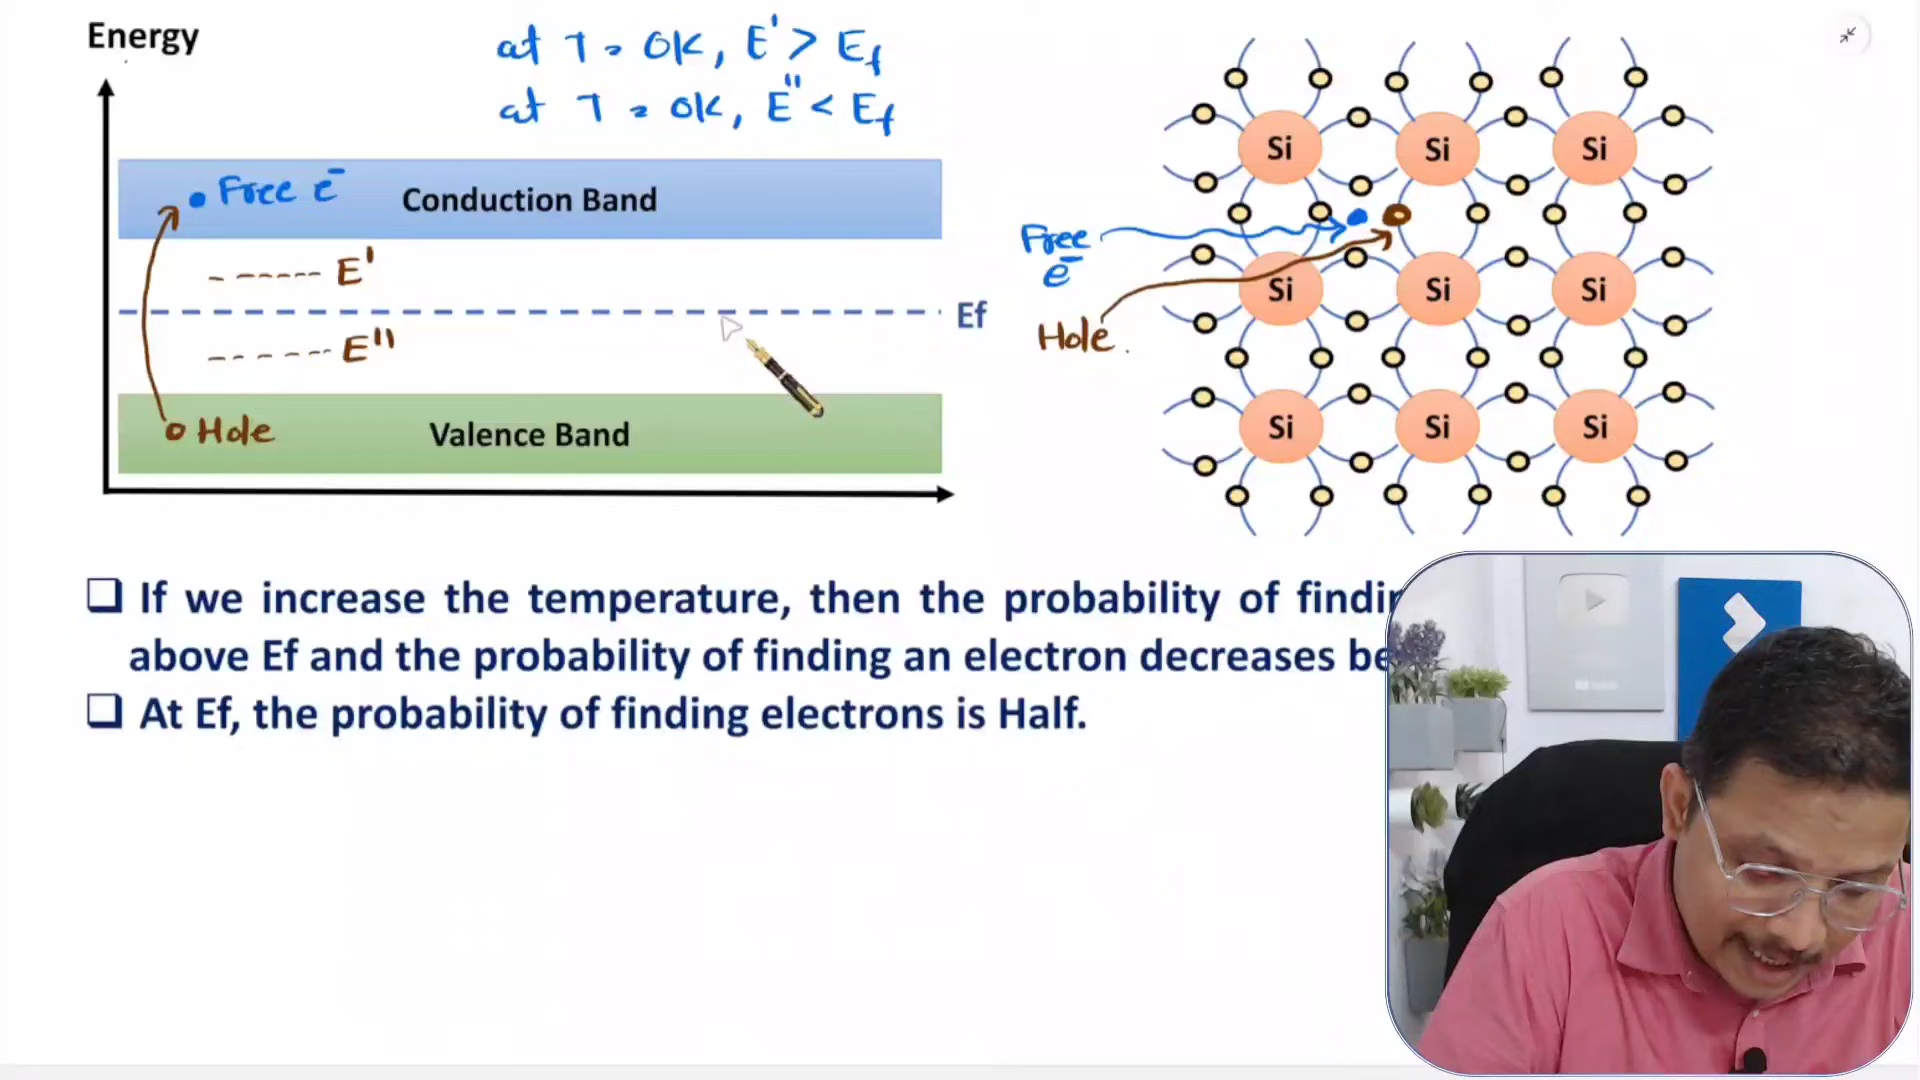 Energy
at T = 0K, E' > Ef
at T = 0K, E" < Ef
Free e-
Conduction Band
E'
Ef
E"
Hole
Valence Band
Si Si Si
Free
e-
Si Si Si
Hole.
Si Si Si
If we increase the temperature, then the probability of
above Ef and the probability of finding an electron decreases
At Ef, the probability of finding electrons is Half.